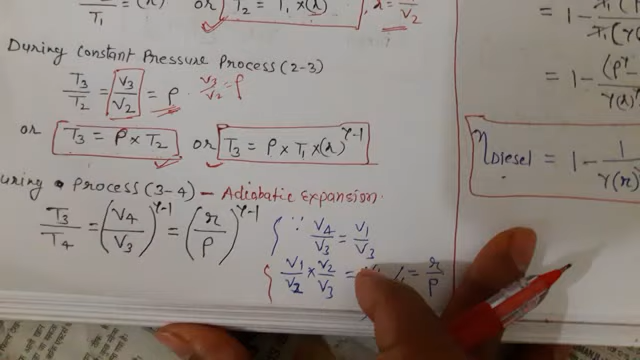 T₃/T₁ = (r) or T₂ = T₁ × (r) , r = /V₂
During Constant Pressure Process (2-3)
T₃/T₂ = V₃/V₂ = ρ V₃/V₂ = ρ
or T₃ = ρ × T₂ or T₃ = ρ × T₁ × (r)^γ-1
uring Process (3-4) - Adiabatic Expansion
T₃/T₄ = (V₄/V₃)^γ-1 = (r/ρ)^γ-1
∵ V₄/V₃ = V₁/V₃
V₁/V₂ × V₂/V₃ = = r/ρ
= 1 -
= 1 - (ρ^γ
η Diesel = 1 - 1/γ(r)